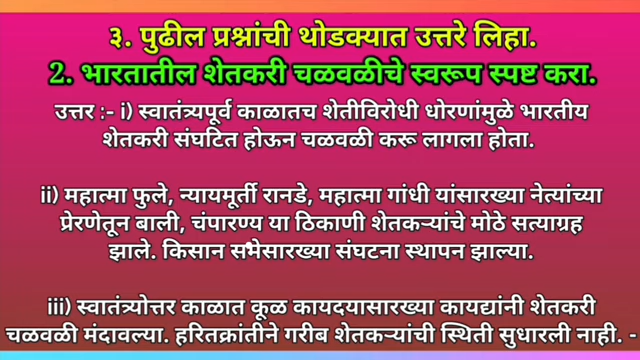 ३. पुढील प्रश्नांची थोडक्यात उत्तरे लिहा.
2. भारतातील शेतकरी चळवळीचे स्वरूप स्पष्ट करा.
उत्तर :- i) स्वातंत्र्यपूर्व काळातच शेतीविरोधी धोरणांमुळे भारतीय
शेतकरी संघटित होऊन चळवळी करू लागला होता.
ii) महात्मा फुले, न्यायमूर्ती रानडे, महात्मा गांधी यांसारख्या नेत्यांच्या
प्रेरणेतून बाली, चंपारण्य या ठिकाणी शेतकऱ्यांचे मोठे सत्याग्रह
झाले. किसान सभेसारख्या संघटना स्थापन झाल्या.
iii) स्वातंत्र्योत्तर काळात कूळ कायदयासारख्या कायद्यांनी शेतकरी
चळवळी मंदावल्या. हरितक्रांतीने गरीब शेतकऱ्यांची स्थिती सुधारली नाही. -